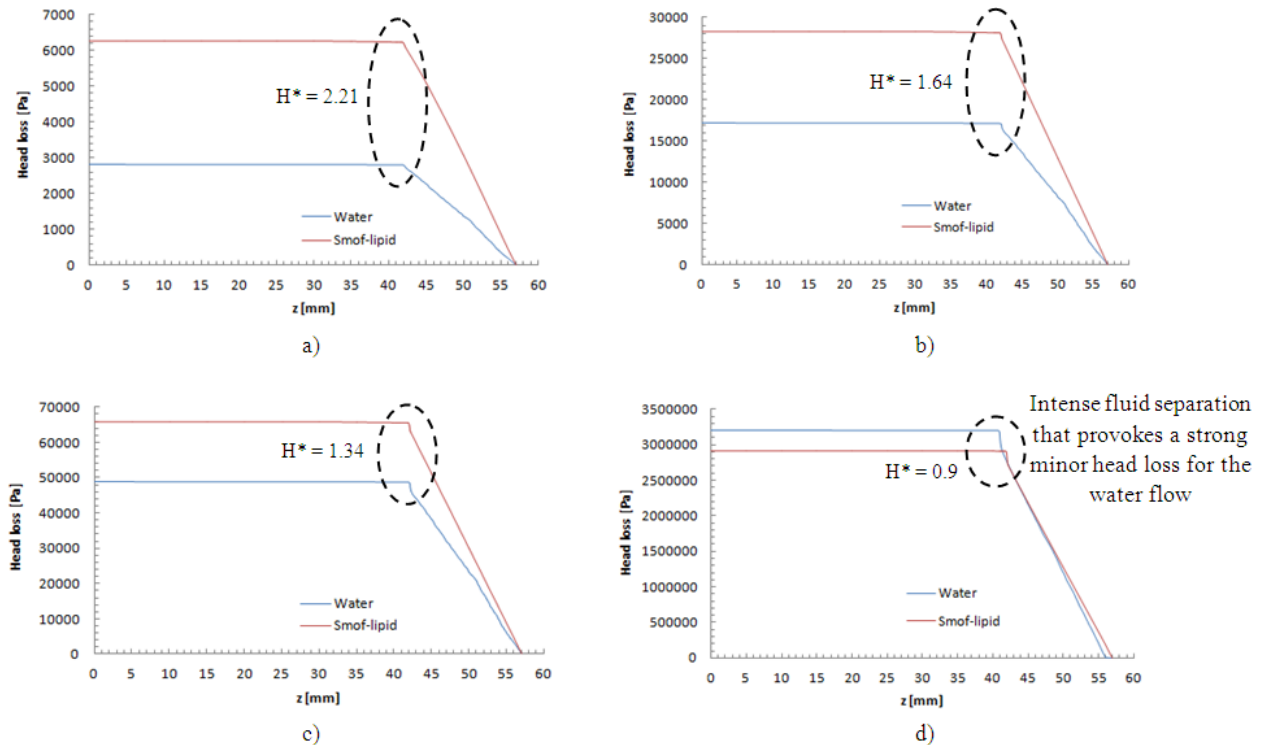 7000
6000
5000
4000
3000
2000
1000
0
Head loss [Pa]
H* = 2.21
Water
Smof-lipid
0 5 10 15 20 25 30 35 40 45 50 55 60
z [mm]
a)
30000
25000
20000
15000
10000
5000
0
Head loss [Pa]
H* = 1.64
Water
Smof-lipid
0 5 10 15 20 25 30 35 40 45 50 55 60
z [mm]
b)
70000
60000
50000
40000
30000
20000
10000
0
Head loss [Pa]
H* = 1.34
Water
Smof-lipid
0 5 10 15 20 25 30 35 40 45 50 55 60
z [mm]
c)
3500000
3000000
2500000
2000000
1500000
1000000
500000
0
Head loss [Pa]
H* = 0.9
Intense fluid separation
that provokes a strong
minor head loss for the
water flow
Water
Smof-lipid
0 5 10 15 20 25 30 35 40 45 50 55 60
z [mm]
d)